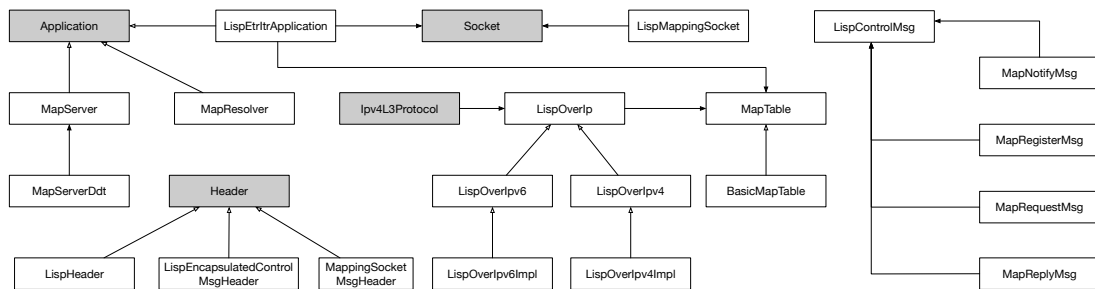 Application
LispEtrItrApplication
Socket
LispMappingSocket
LispControlMsg
MapNotifyMsg
MapServer
MapResolver
Ipv4L3Protocol
LispOverIp
MapTable
MapRegisterMsg
MapServerDdt
Header
LispOverIpv6
LispOverIpv4
BasicMapTable
MapRequestMsg
LispHeader
LispEncapsulatedControl
MsgHeader
MappingSocket
MsgHeader
LispOverIpv6Impl
LispOverIpv4Impl
MapReplyMsg